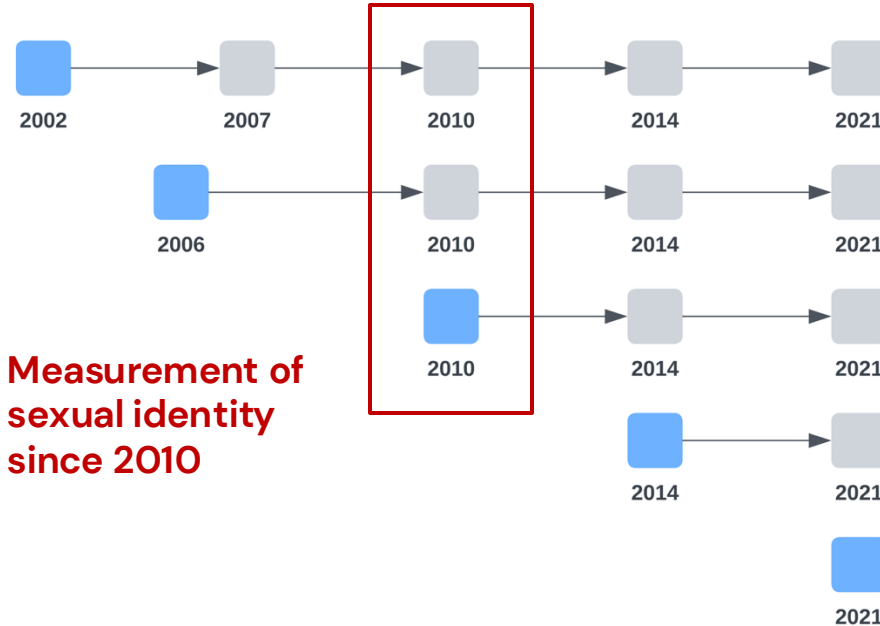 2002 2007 2010 2014 2021
2006 2010 2014 2021
2010 2014 2021
Measurement of
sexual identity
since 2010
2014 2021
2021